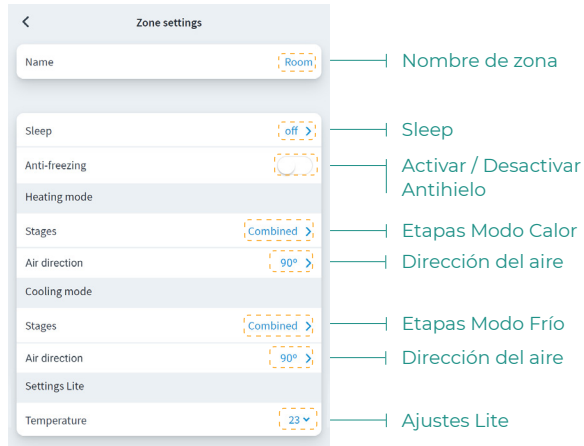 Zone settings
Name Room Nombre de zona
Sleep off Sleep
Anti-freezing Activar / Desactivar
Antihielo
Heating mode
Stages Combined Etapas Modo Calor
Air direction 90º Dirección del aire
Cooling mode
Stages Combined Etapas Modo Frío
Air direction 90º Dirección del aire
Settings Lite
Temperature 23 Ajustes Lite